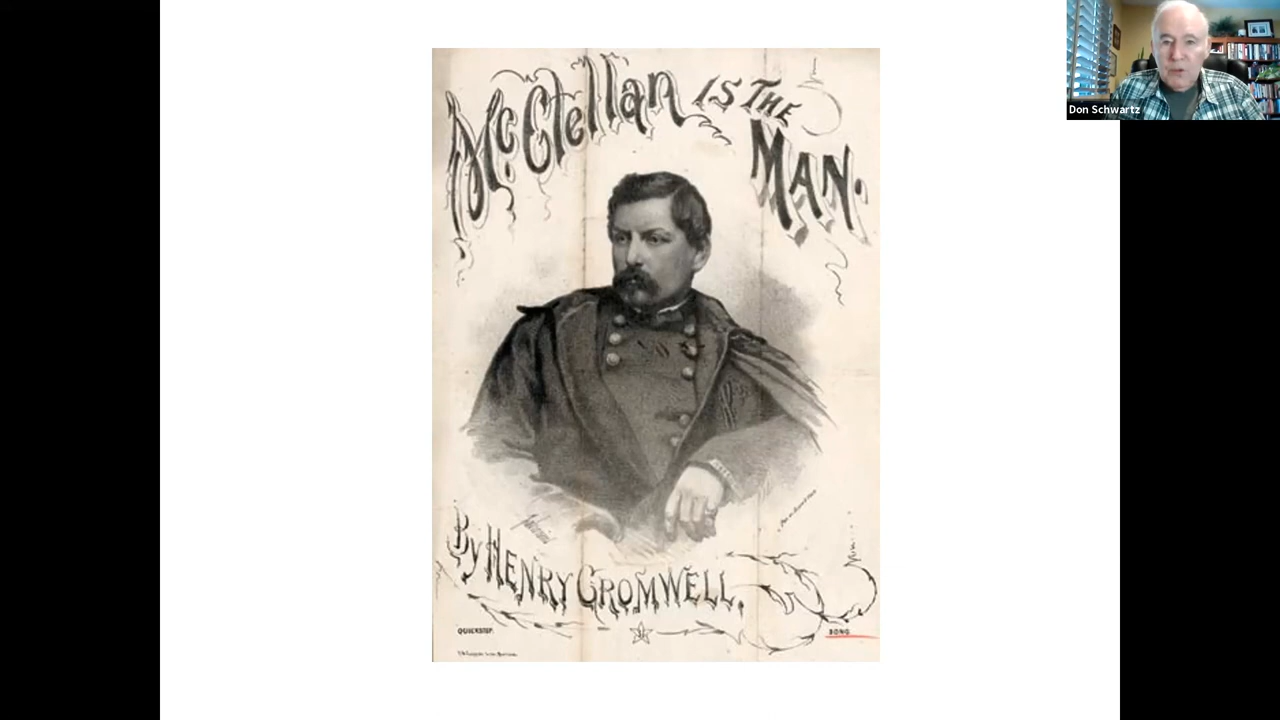 McClellan IS THE
MAN.
By HENRY CROMWELL.
QUICKSTEP.
SONG
Don Schwartz